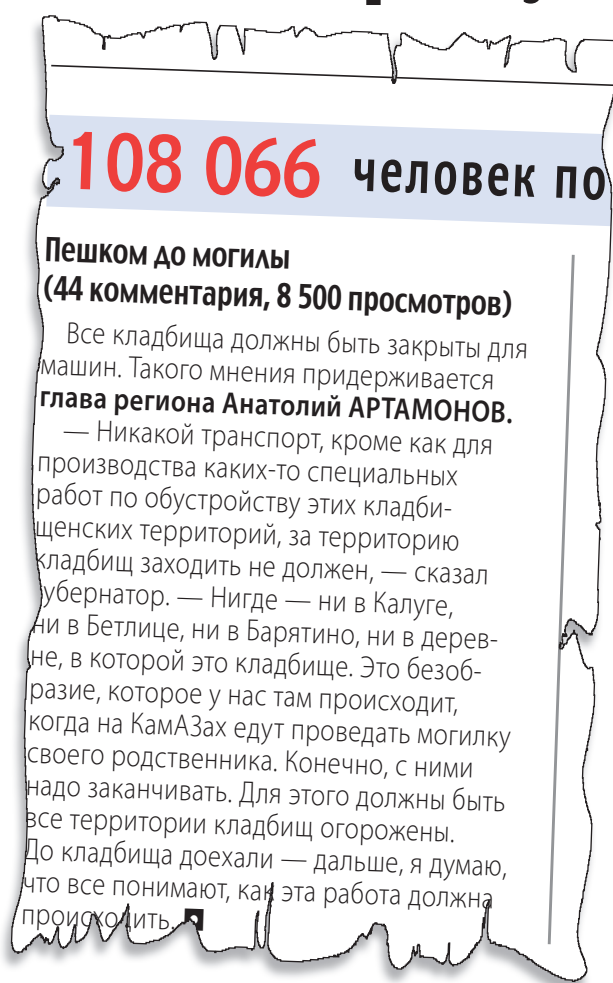 108 066 человек по
Пешком до могилы
(44 комментария, 8 500 просмотров)
Все кладбища должны быть закрыты для
машин. Такого мнения придерживается
глава региона Анатолий АРТАМОНОВ.
— Никакой транспорт, кроме как для
производства каких-то специальных
работ по обустройству этих кладби-
щенских территорий, за территорию
кладбищ заходить не должен, — сказал
губернатор. — Нигде — ни в Калуге,
ни в Бетлице, ни в Барятино, ни в дерев-
не, в которой это кладбище. Это безоб-
разие, которое у нас там происходит,
когда на КамАЗах едут проведать могилку
своего родственника. Конечно, с ними
надо заканчивать. Для этого должны быть
все территории кладбищ огорожены.
До кладбища доехали — дальше, я думаю,
что все понимают, как эта работа должна
происходить.